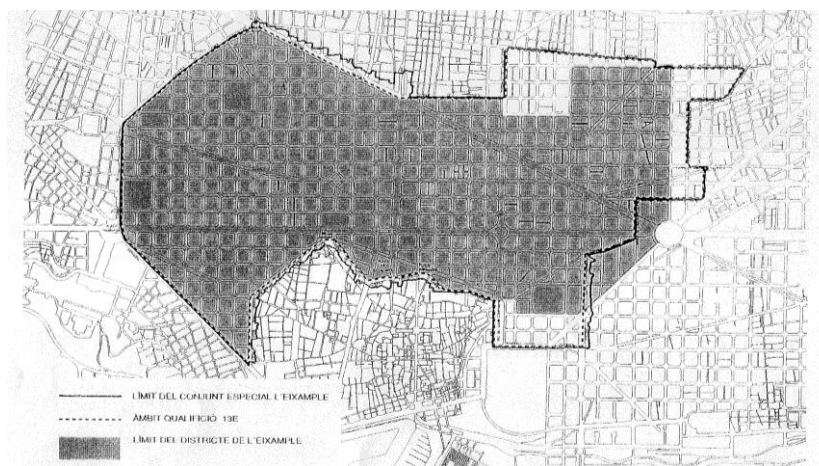 LÍMIT DEL CONJUNT ESPECIAL L'EIXAMPLE
ÀMBIT QUALIFICIÓ 13E
LÍMIT DEL DISTRICTE DE L'EIXAMPLE